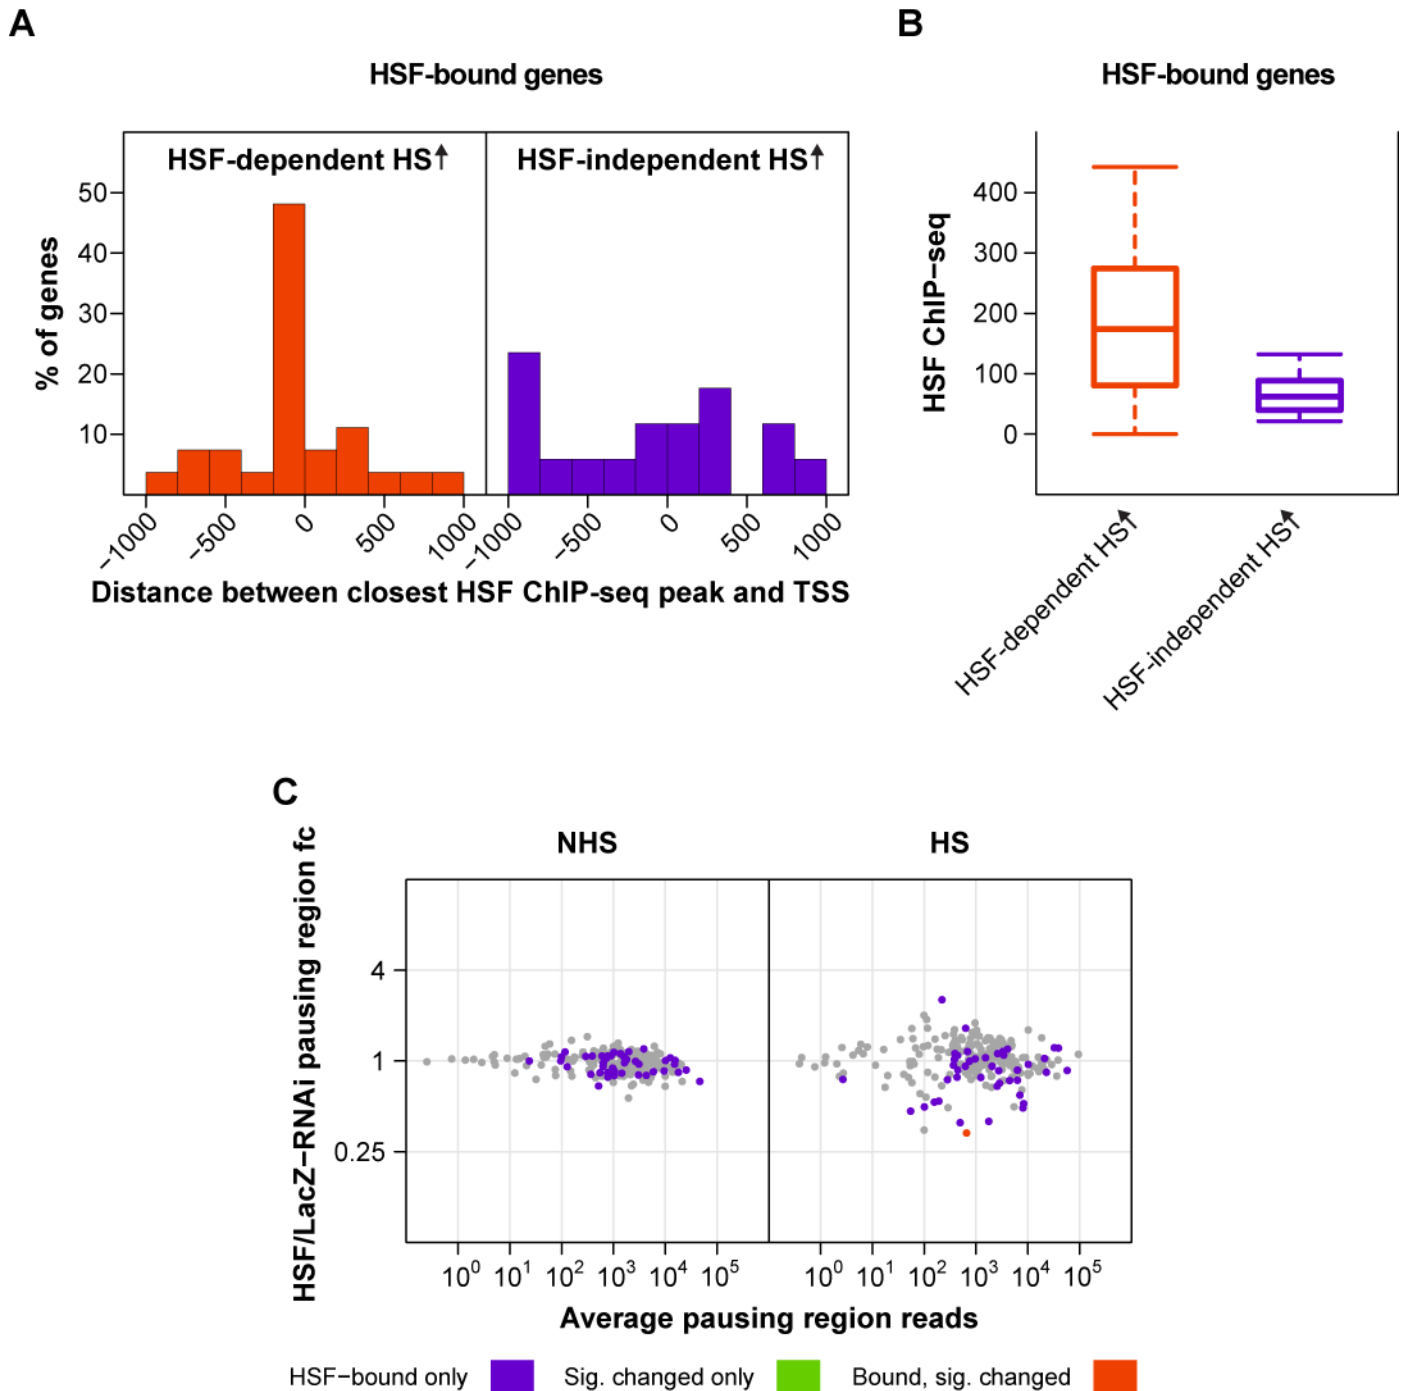 A
HSF-bound genes
HSF-dependent HS↑
HSF-independent HS↑
% of genes
50
40
30
20
10
−1000
−500
0
500
1000
−1000
−500
0
500
1000
Distance between closest HSF ChIP-seq peak and TSS
B
HSF-bound genes
HSF ChIP−seq
400
300
200
100
0
HSF-dependent HS↑
HSF-independent HS↑
C
NHS
HS
HSF/LacZ−RNAi pausing region fc
4
1
0.25
10⁰ 10¹ 10² 10³ 10⁴ 10⁵
10⁰ 10¹ 10² 10³ 10⁴ 10⁵
Average pausing region reads
HSF−bound only
Sig. changed only
Bound, sig. changed